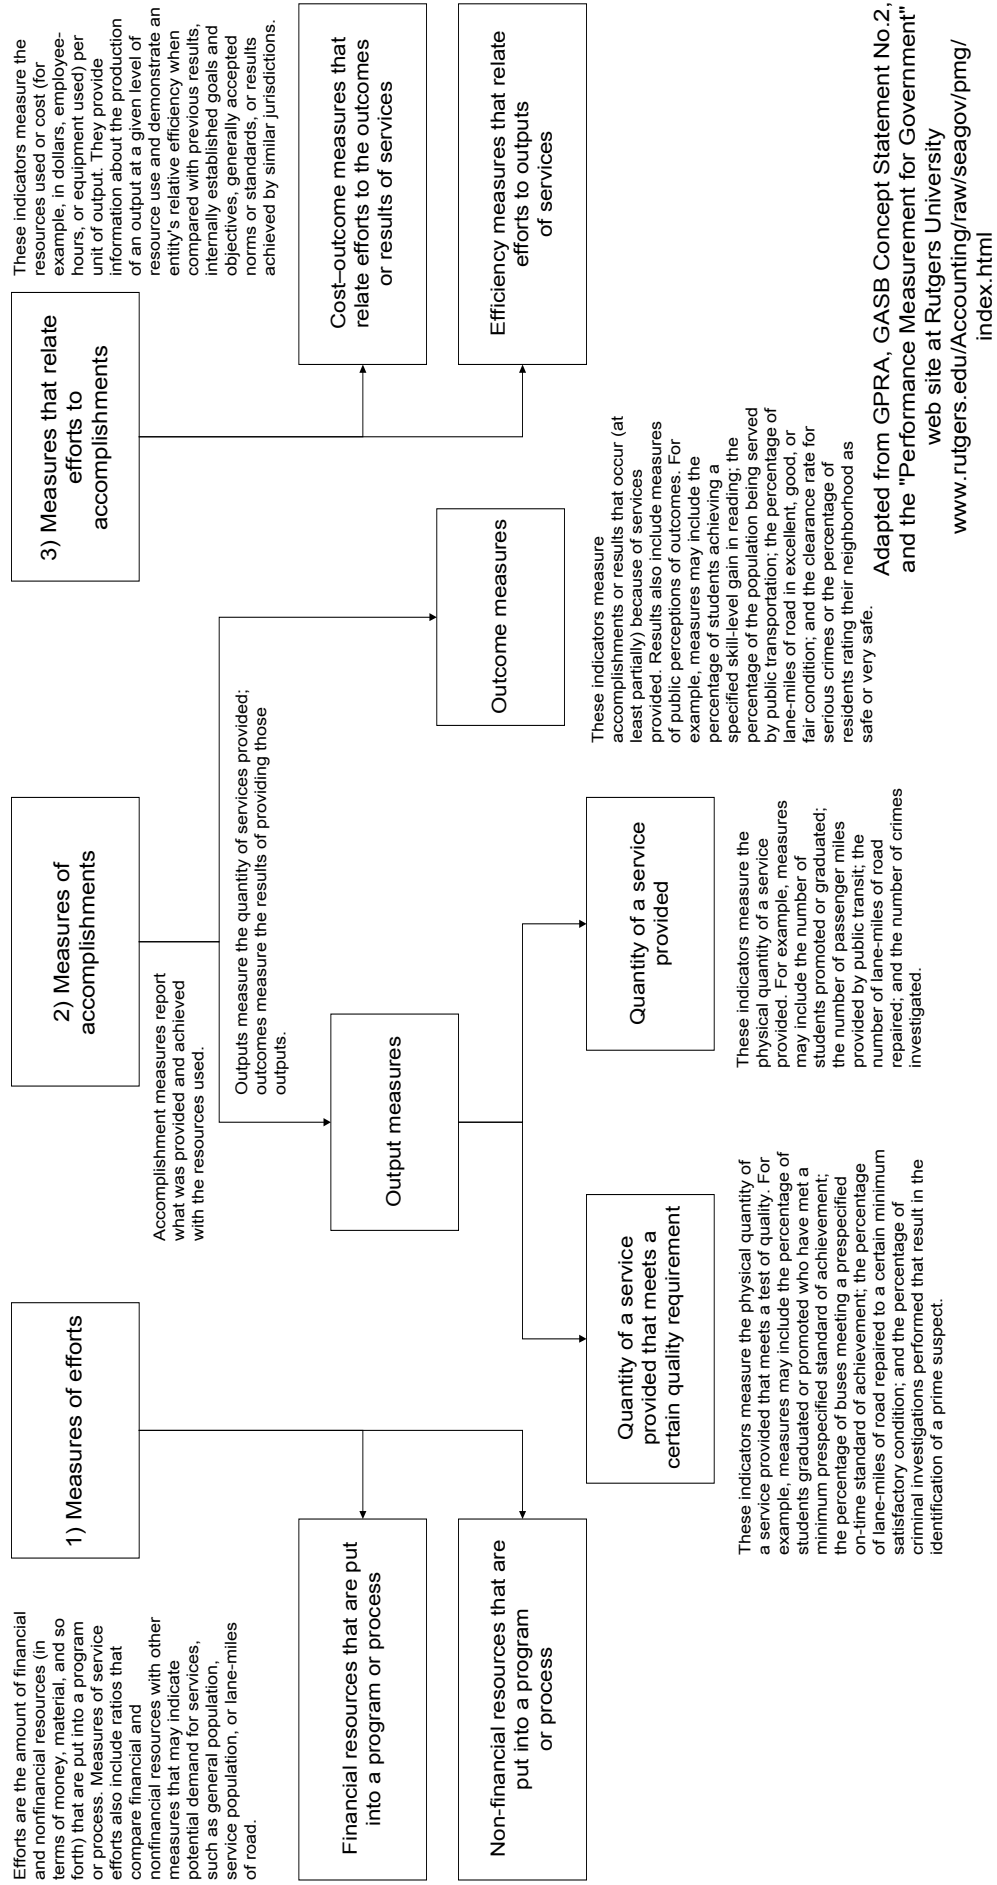 Efforts are the amount of financial
and nonfinancial resources (in
terms of money, material, and so
forth) that are put into a program
or process. Measures of service
efforts also include ratios that
compare financial and
nonfinancial resources with other
measures that may indicate
potential demand for services,
such as general population,
service population, or lane-miles
of road.
1) Measures of efforts
Financial resources that are put
into a program or process
Non-financial resources that are
put into a program
or process
2) Measures of
accomplishments
Accomplishment measures report
what was provided and achieved
with the resources used.
Outputs measure the quantity of services provided;
outcomes measure the results of providing those
outputs.
Output measures
Quantity of a service
provided that meets a
certain quality requirement
These indicators measure the physical quantity of
a service provided that meets a test of quality. For
example, measures may include the percentage of
students graduated or promoted who have met a
minimum prespecified standard of achievement;
the percentage of buses meeting a prespecified
on-time standard of achievement; the percentage
of lane-miles of road repaired to a certain minimum
satisfactory condition; and the percentage of
criminal investigations performed that result in the
identification of a prime suspect.
Quantity of a service
provided
These indicators measure the
physical quantity of a service
provided. For example, measures
may include the number of
students promoted or graduated;
the number of passenger miles
provided by public transit; the
number of lane-miles of road
repaired; and the number of crimes
investigated.
Outcome measures
These indicators measure
accomplishments or results that occur (at
least partially) because of services
provided. Results also include measures
of public perceptions of outcomes. For
example, measures may include the
percentage of students achieving a
specified skill-level gain in reading; the
percentage of the population being served
by public transportation; the percentage of
lane-miles of road in excellent, good, or
fair condition; and the clearance rate for
serious crimes or the percentage of
residents rating their neighborhood as
safe or very safe.
3) Measures that relate
efforts to
accomplishments
These indicators measure the
resources used or cost (for
example, in dollars, employee-
hours, or equipment used) per
unit of output. They provide
information about the production
of an output at a given level of
resource use and demonstrate an
entity's relative efficiency when
compared with previous results,
internally established goals and
objectives, generally accepted
norms or standards, or results
achieved by similar jurisdictions.
Cost–outcome measures that
relate efforts to the outcomes
or results of services
Efficiency measures that relate
efforts to outputs
of services
Adapted from GPRA, GASB Concept Statement No.2,
and the "Performance Measurement for Government"
web site at Rutgers University
www.rutgers.edu/Accounting/raw/seagov/pmg/
index.html